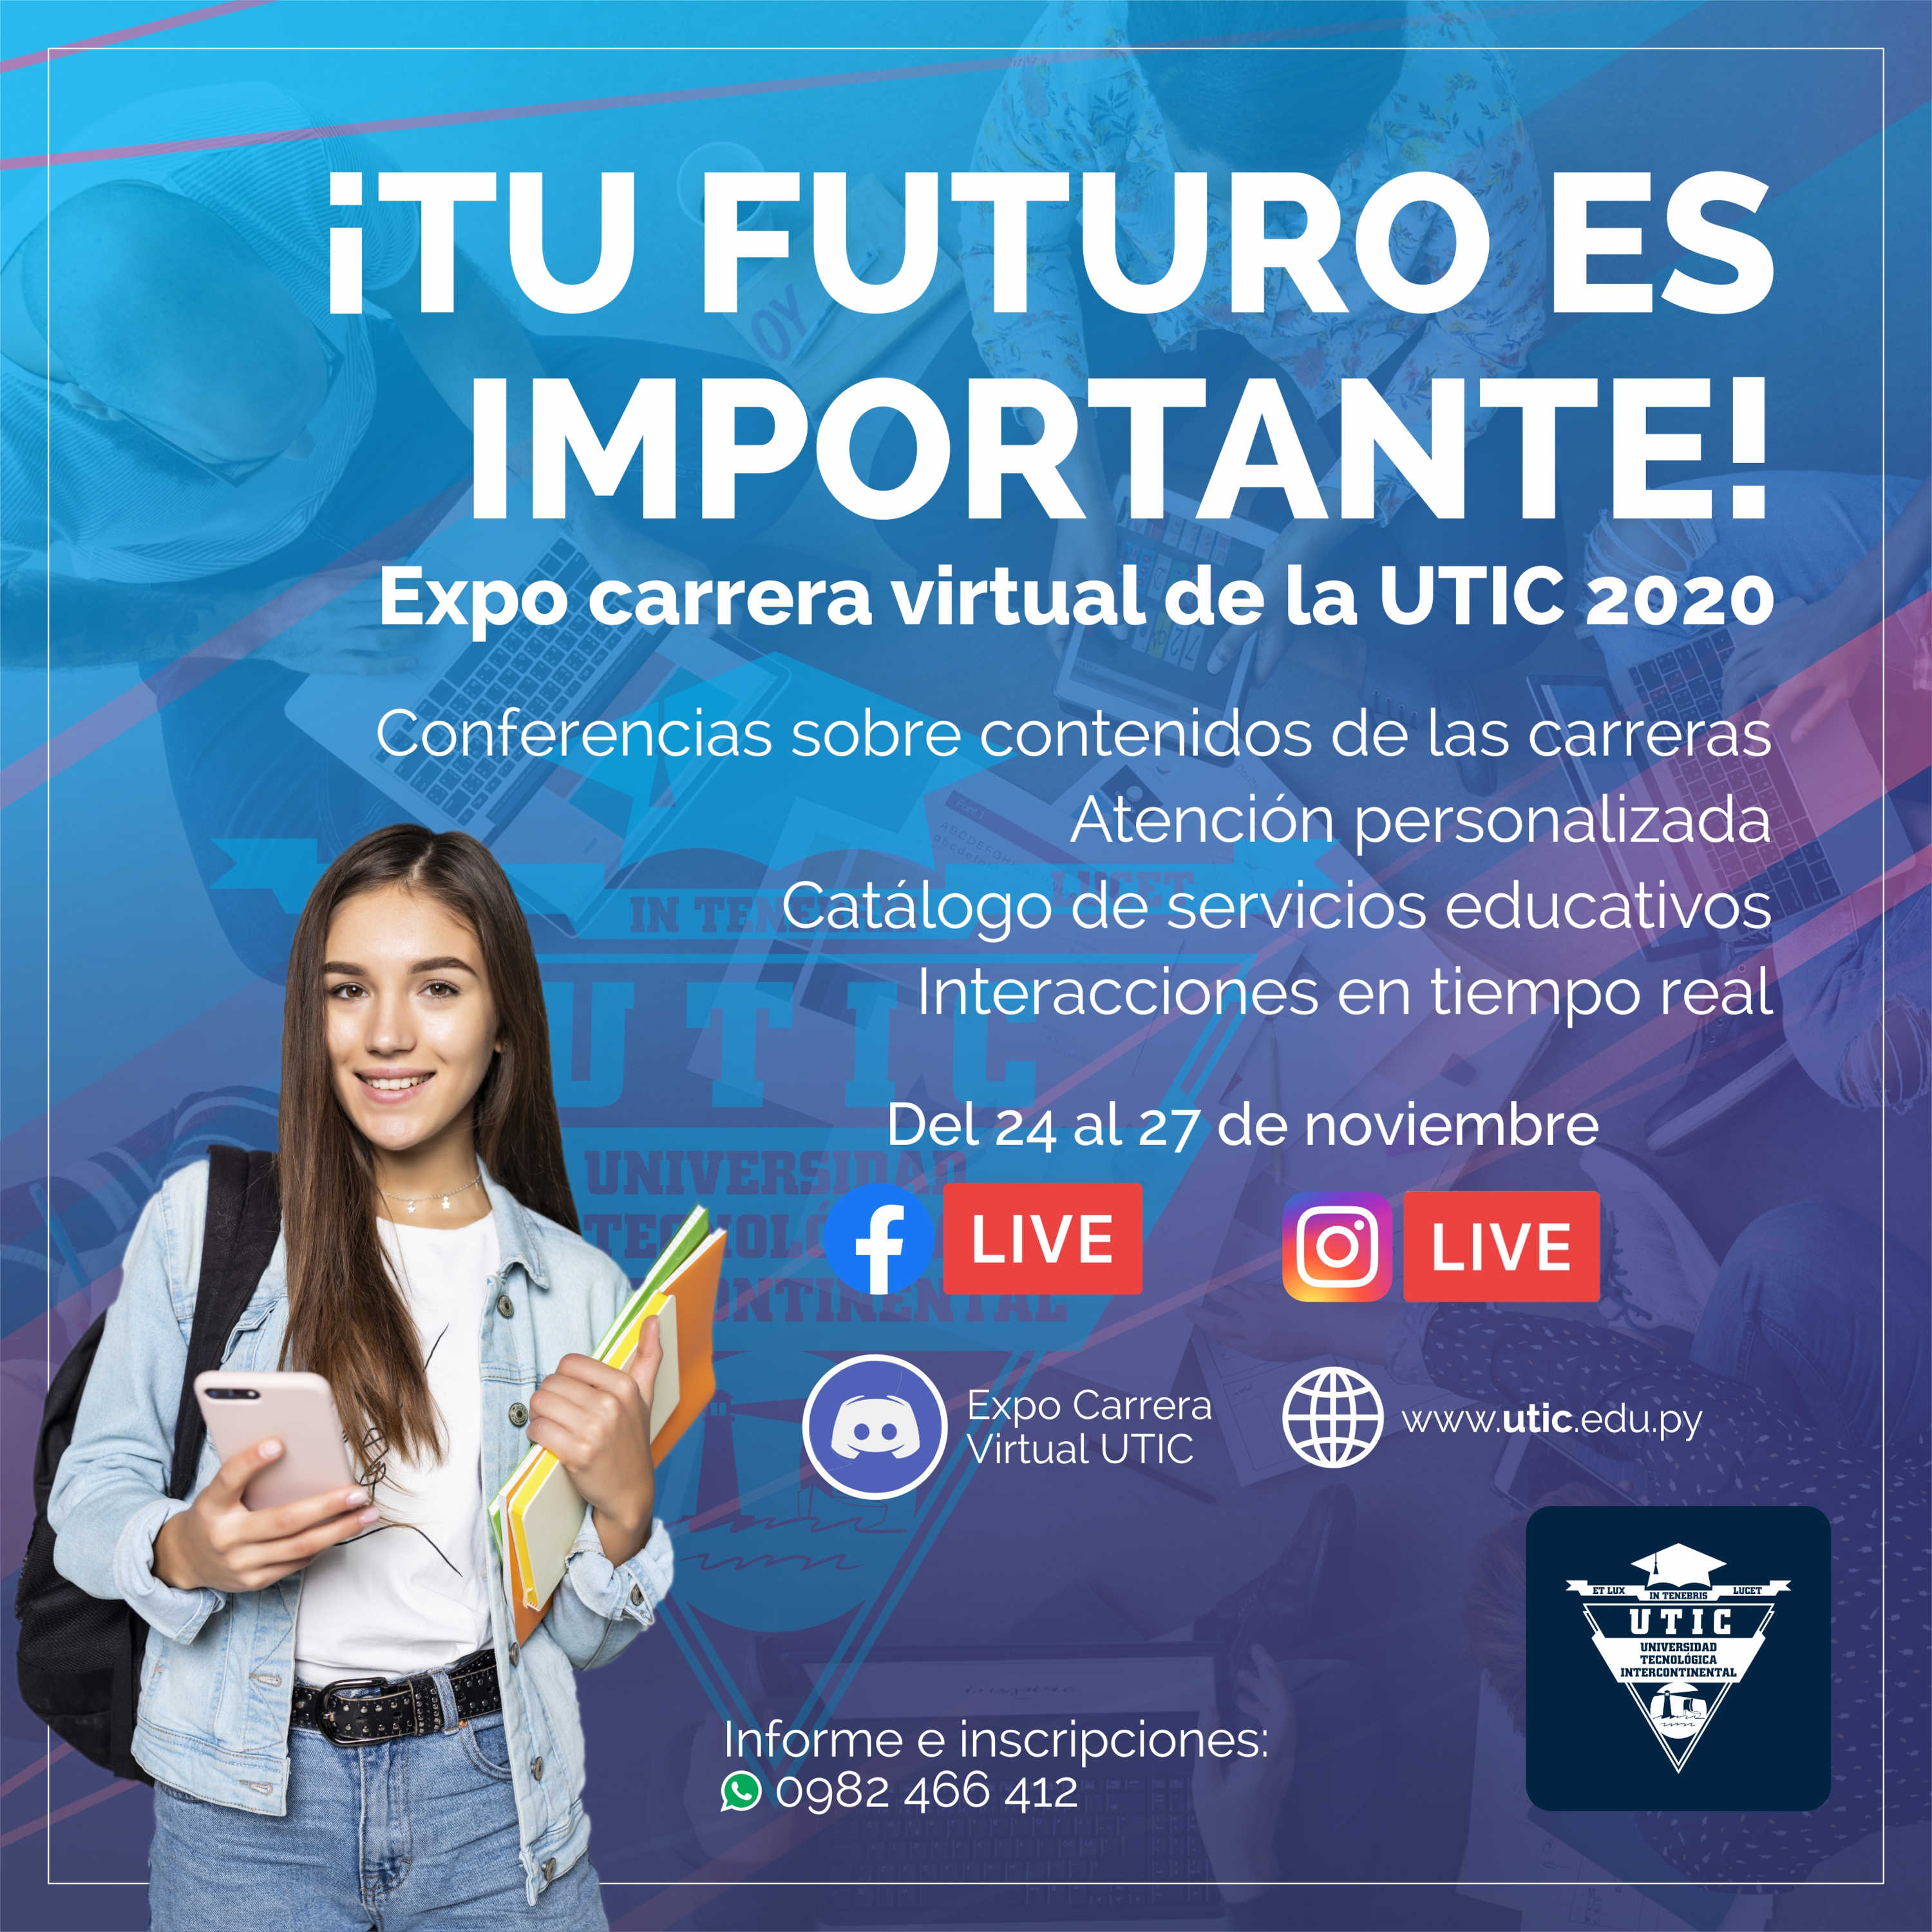 ¡TU FUTURO ES
IMPORTANTE!
Expo carrera virtual de la UTIC 2020
Conferencias sobre contenidos de las carreras
Atención personalizada
Catálogo de servicios educativos
Interacciones en tiempo real
Del 24 al 27 de noviembre
LIVE
LIVE
Expo Carrera
Virtual UTIC
www.utic.edu.py
ET LUX IN TENEBRIS LUCET
UTIC
UNIVERSIDAD
TECNOLÓGICA
INTERCONTINENTAL
Informe e inscripciones:
0982 466 412